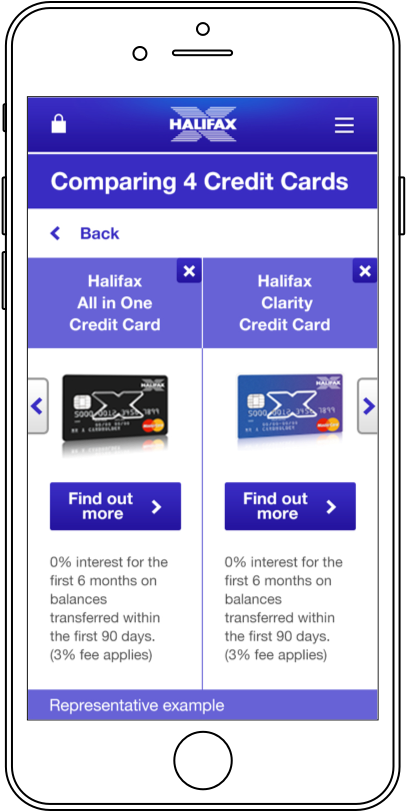 HALIFAX
Comparing 4 Credit Cards
Back
Halifax
All in One
Credit Card
Halifax
Clarity
Credit Card
HALIFAX
HALIFAX
Find out
more
Find out
more
0% interest for the
first 6 months on
balances
transferred within
the first 90 days.
(3% fee applies)
0% interest for the
first 6 months on
balances
transferred within
the first 90 days.
(3% fee applies)
Representative example